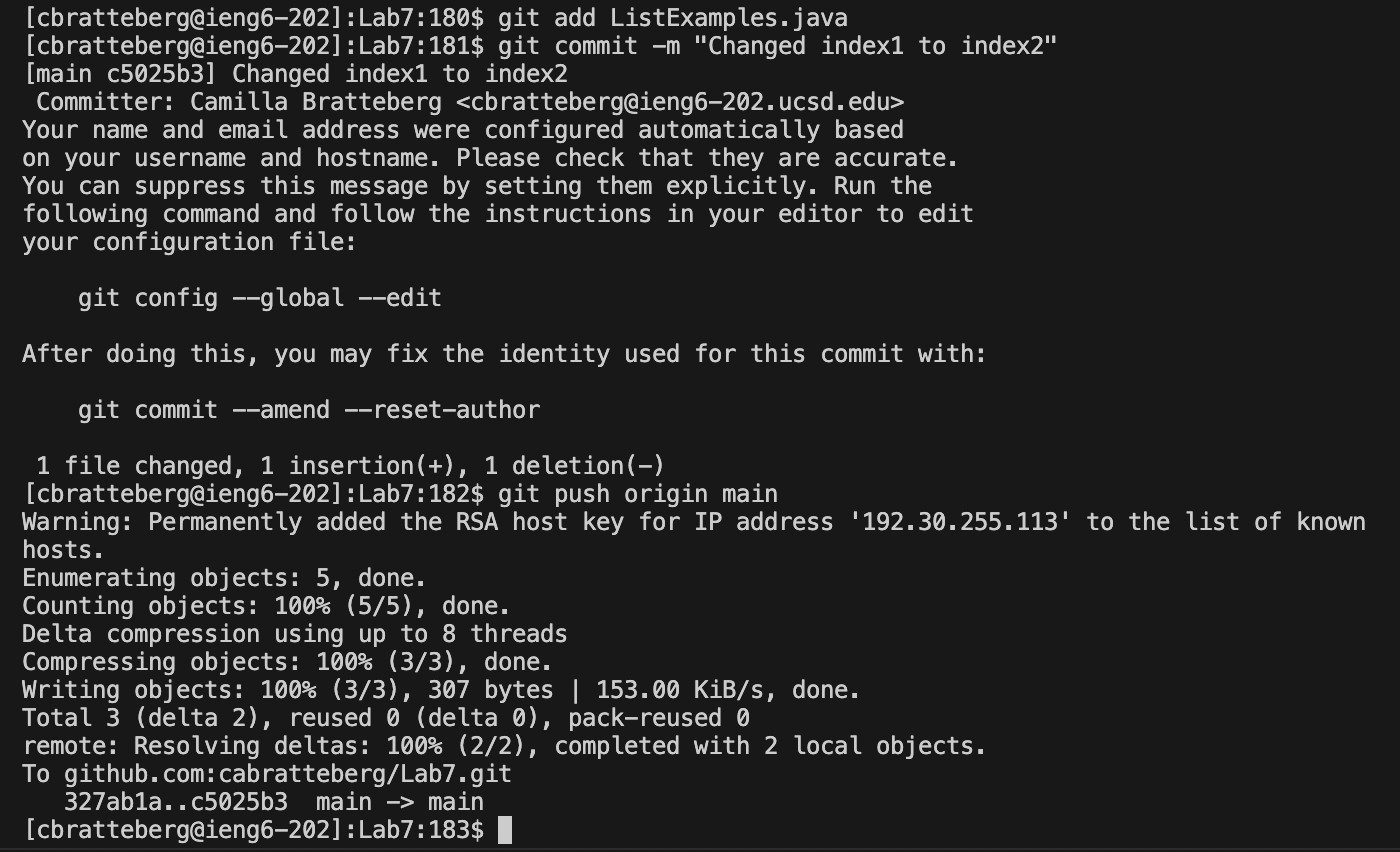 [cbratteberg@ieng6-202]:Lab7:180$ git add ListExamples.java
[cbratteberg@ieng6-202]:Lab7:181$ git commit -m "Changed index1 to index2"
[main c5025b3] Changed index1 to index2
 Committer: Camilla Bratteberg <cbratteberg@ieng6-202.ucsd.edu>
Your name and email address were configured automatically based
on your username and hostname. Please check that they are accurate.
You can suppress this message by setting them explicitly. Run the
following command and follow the instructions in your editor to edit
your configuration file:

    git config --global --edit

After doing this, you may fix the identity used for this commit with:

    git commit --amend --reset-author

 1 file changed, 1 insertion(+), 1 deletion(-)
[cbratteberg@ieng6-202]:Lab7:182$ git push origin main
Warning: Permanently added the RSA host key for IP address '192.30.255.113' to the list of known
hosts.
Enumerating objects: 5, done.
Counting objects: 100% (5/5), done.
Delta compression using up to 8 threads
Compressing objects: 100% (3/3), done.
Writing objects: 100% (3/3), 307 bytes | 153.00 KiB/s, done.
Total 3 (delta 2), reused 0 (delta 0), pack-reused 0
remote: Resolving deltas: 100% (2/2), completed with 2 local objects.
To github.com:cabratteberg/Lab7.git
   327ab1a..c5025b3  main -> main
[cbratteberg@ieng6-202]:Lab7:183$